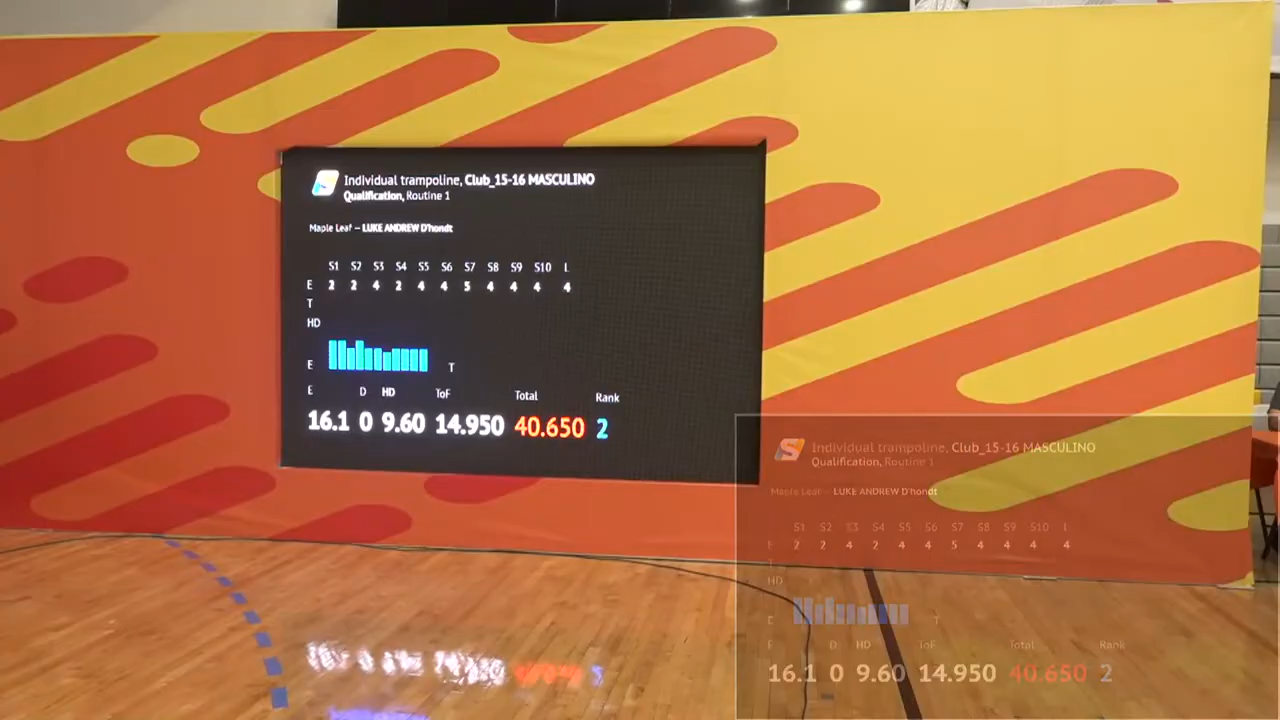 Individual trampoline, Club_15-16 MASCULINO
Qualification, Routine 1
Maple Leaf – LUKE ANDREW D'hondt
S1 S2 S3 S4 S5 S6 S7 S8 S9 S10 L
E 2 2 4 2 4 4 5 4 4 4 4
T
HD
E T
E D HD ToF Total Rank
16.1 0 9.60 14.950 40.650 2
Individual trampoline, Club_15-16 MASCULINO
Qualification, Routine 1
Maple Leaf – LUKE ANDREW D'hondt
S1 S2 S3 S4 S5 S6 S7 S8 S9 S10 L
E 2 2 4 2 4 4 5 4 4 4 4
HD
E T
E D HD ToF Total Rank
16.1 0 9.60 14.950 40.650 2